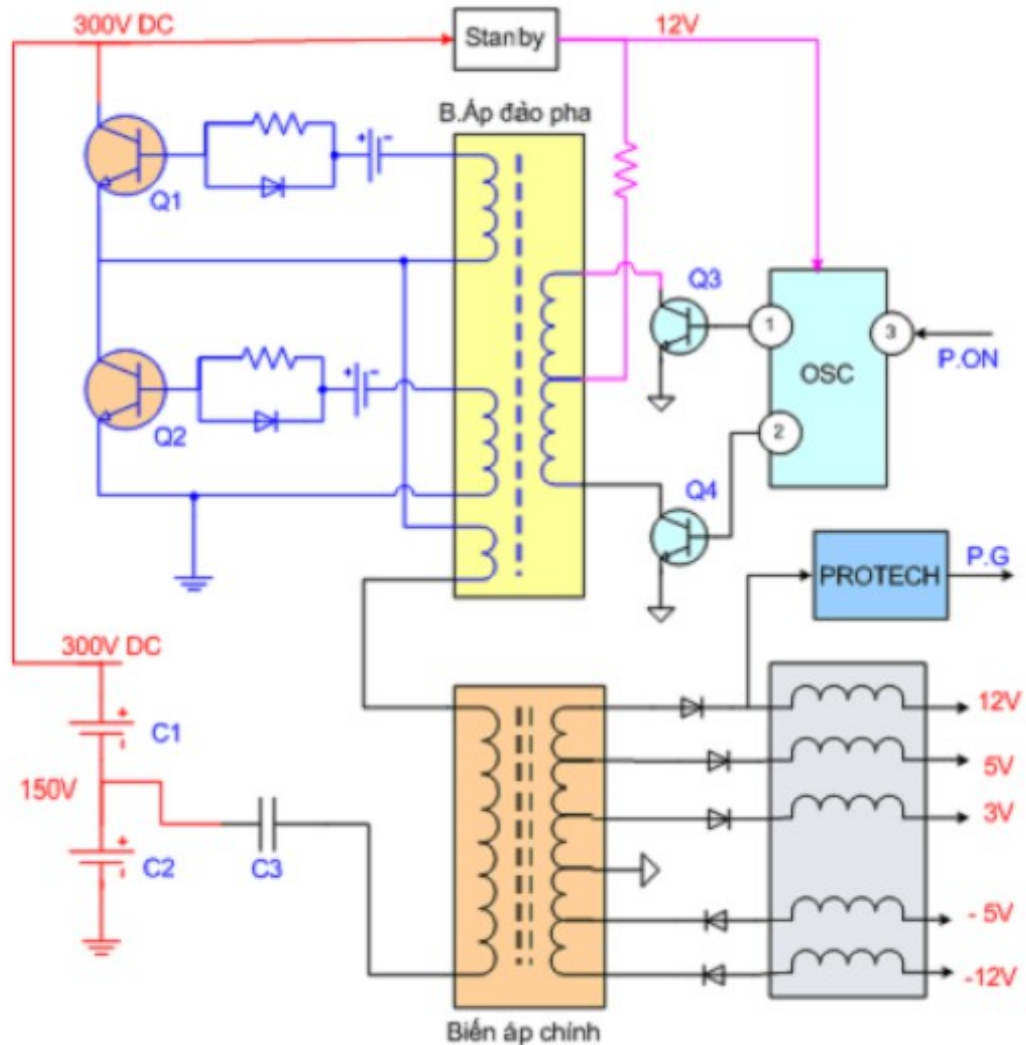 300V DC
Stanby
12V
B.Áp đảo pha
+ -
Q1
Q3
1
3
P.ON
OSC
+ -
Q2
2
Q4
P.G
PROTECH
300V DC
+
C1
-
12V
150V
5V
+
3V
C2
-
C3
- 5V
-12V
Biến áp chính